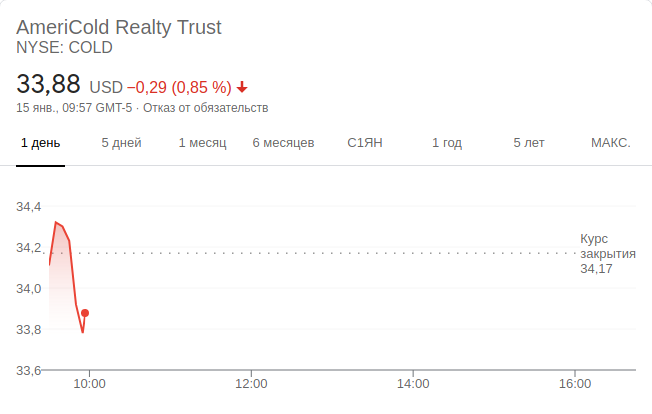 AmeriCold Realty Trust
NYSE: COLD
33,88 USD −0,29 (0,85 %)
15 янв., 09:57 GMT-5 · Отказ от обязательств
1 день 5 дней 1 месяц 6 месяцев С1ЯН 1 год 5 лет МАКС.
34,4
34,2
34,0
33,8
33,6
Курс
закрытия
34,17
10:00 12:00 14:00 16:00